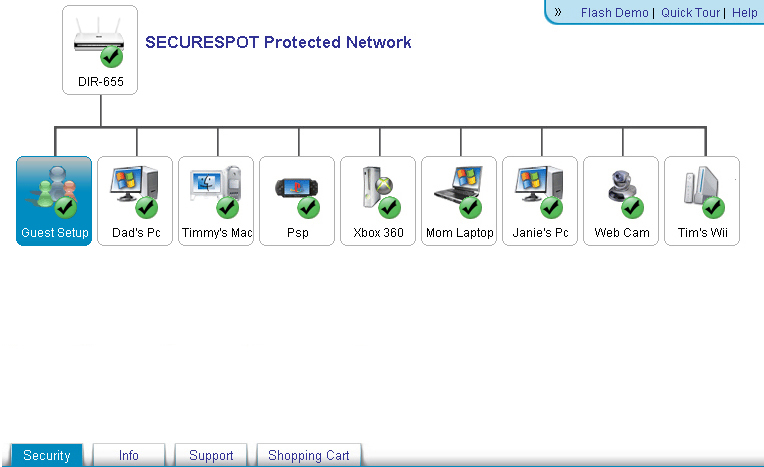 » Flash Demo | Quick Tour | Help
SECURESPOT Protected Network
DIR-655
Guest Setup
Dad's Pc
Timmy's Mac
Psp
Xbox 360
Mom Laptop
Janie's Pc
Web Cam
Tim's Wii
Security
Info
Support
Shopping Cart